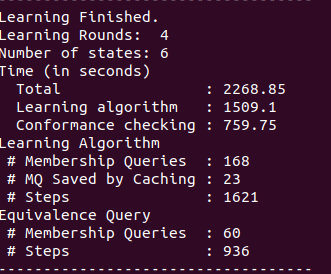 -----------------------------------
Learning Finished.
Learning Rounds:  4
Number of states: 6
Time (in seconds)
  Total                : 2268.85
  Learning algorithm   : 1509.1
  Conformance checking : 759.75
Learning Algorithm
 # Membership Queries  : 168
 # MQ Saved by Caching : 23
 # Steps               : 1621
Equivalence Query
 # Membership Queries  : 60
 # Steps               : 936
-----------------------------------